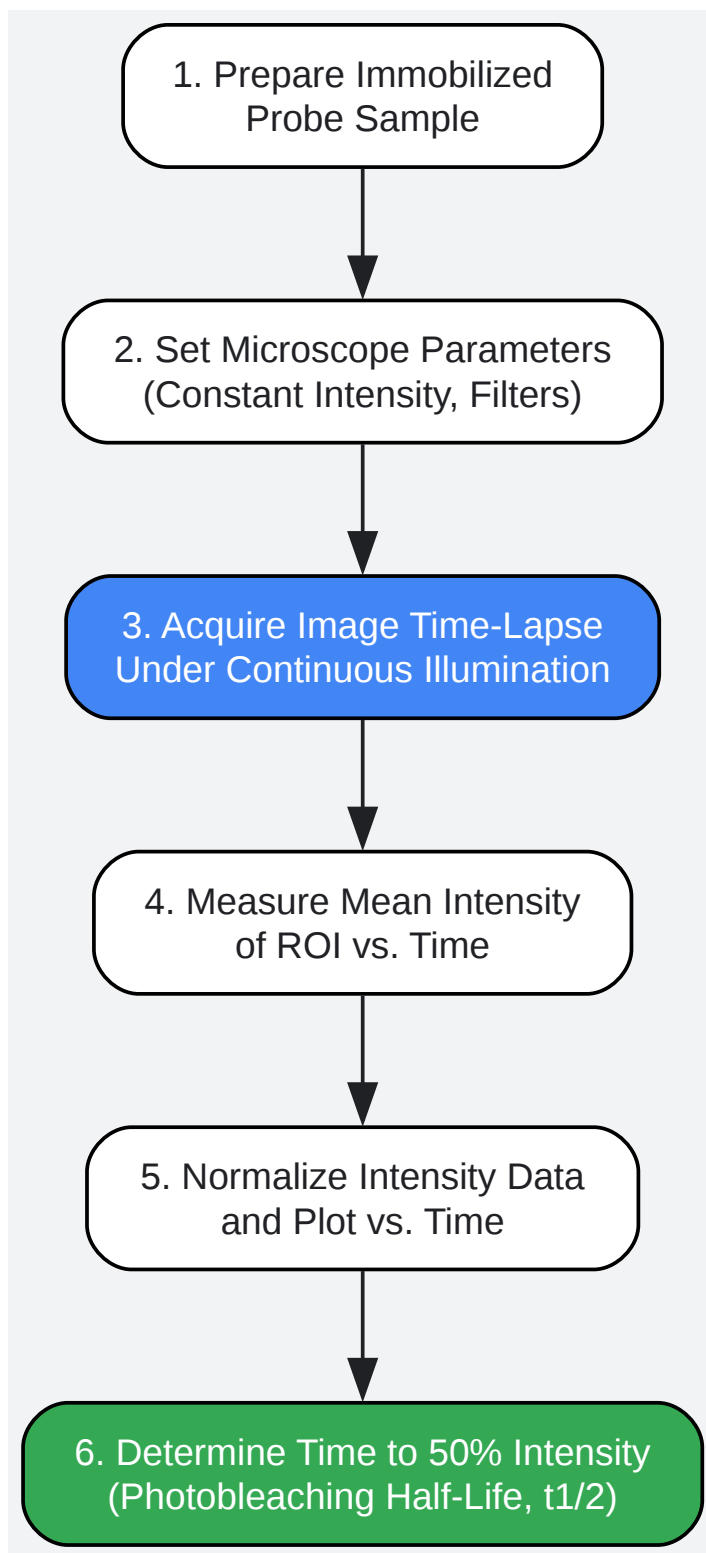 1. Prepare Immobilized
Probe Sample
2. Set Microscope Parameters
(Constant Intensity, Filters)
3. Acquire Image Time-Lapse
Under Continuous Illumination
4. Measure Mean Intensity
of ROI vs. Time
5. Normalize Intensity Data
and Plot vs. Time
6. Determine Time to 50% Intensity
(Photobleaching Half-Life, t1/2)